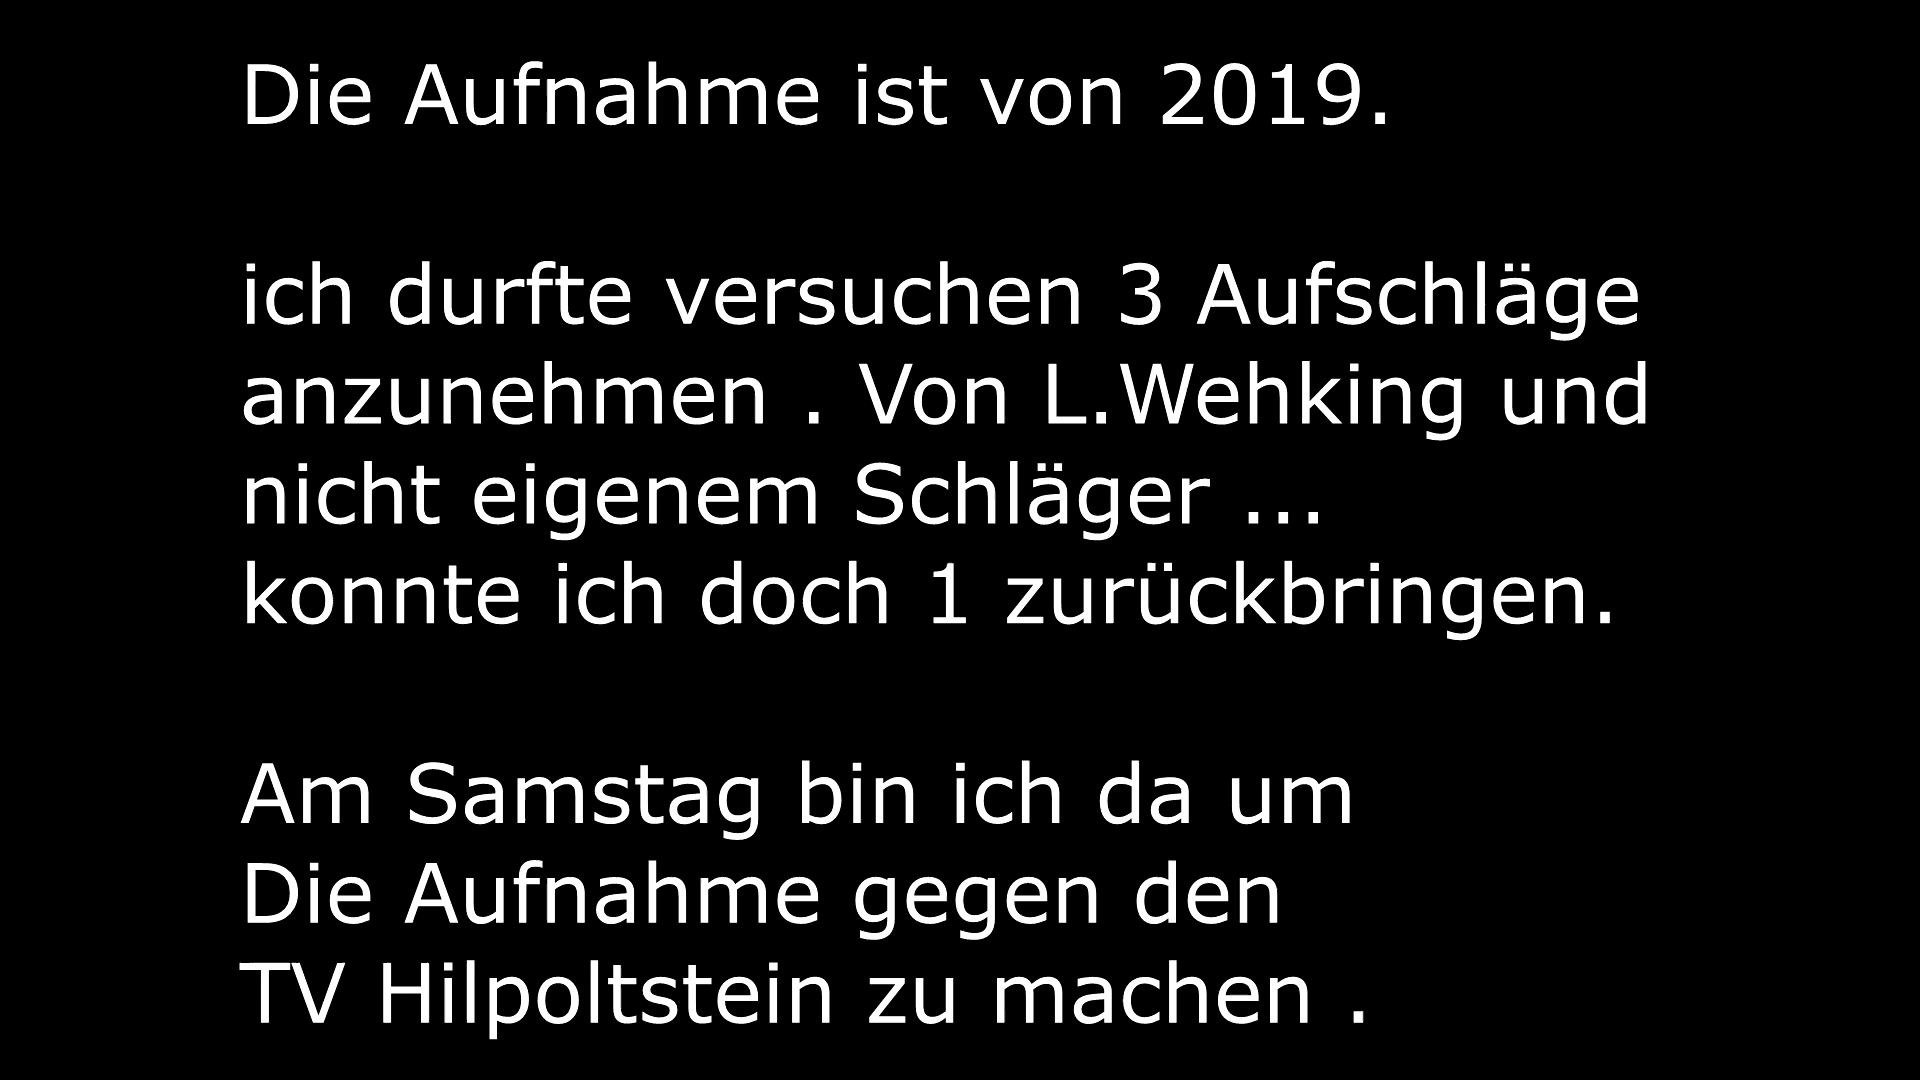 Die Aufnahme ist von 2019.
ich durfte versuchen 3 Aufschläge
anzunehmen . Von L.Wehking und
nicht eigenem Schläger ...
konnte ich doch 1 zurückbringen.
Am Samstag bin ich da um
Die Aufnahme gegen den
TV Hilpoltstein zu machen .